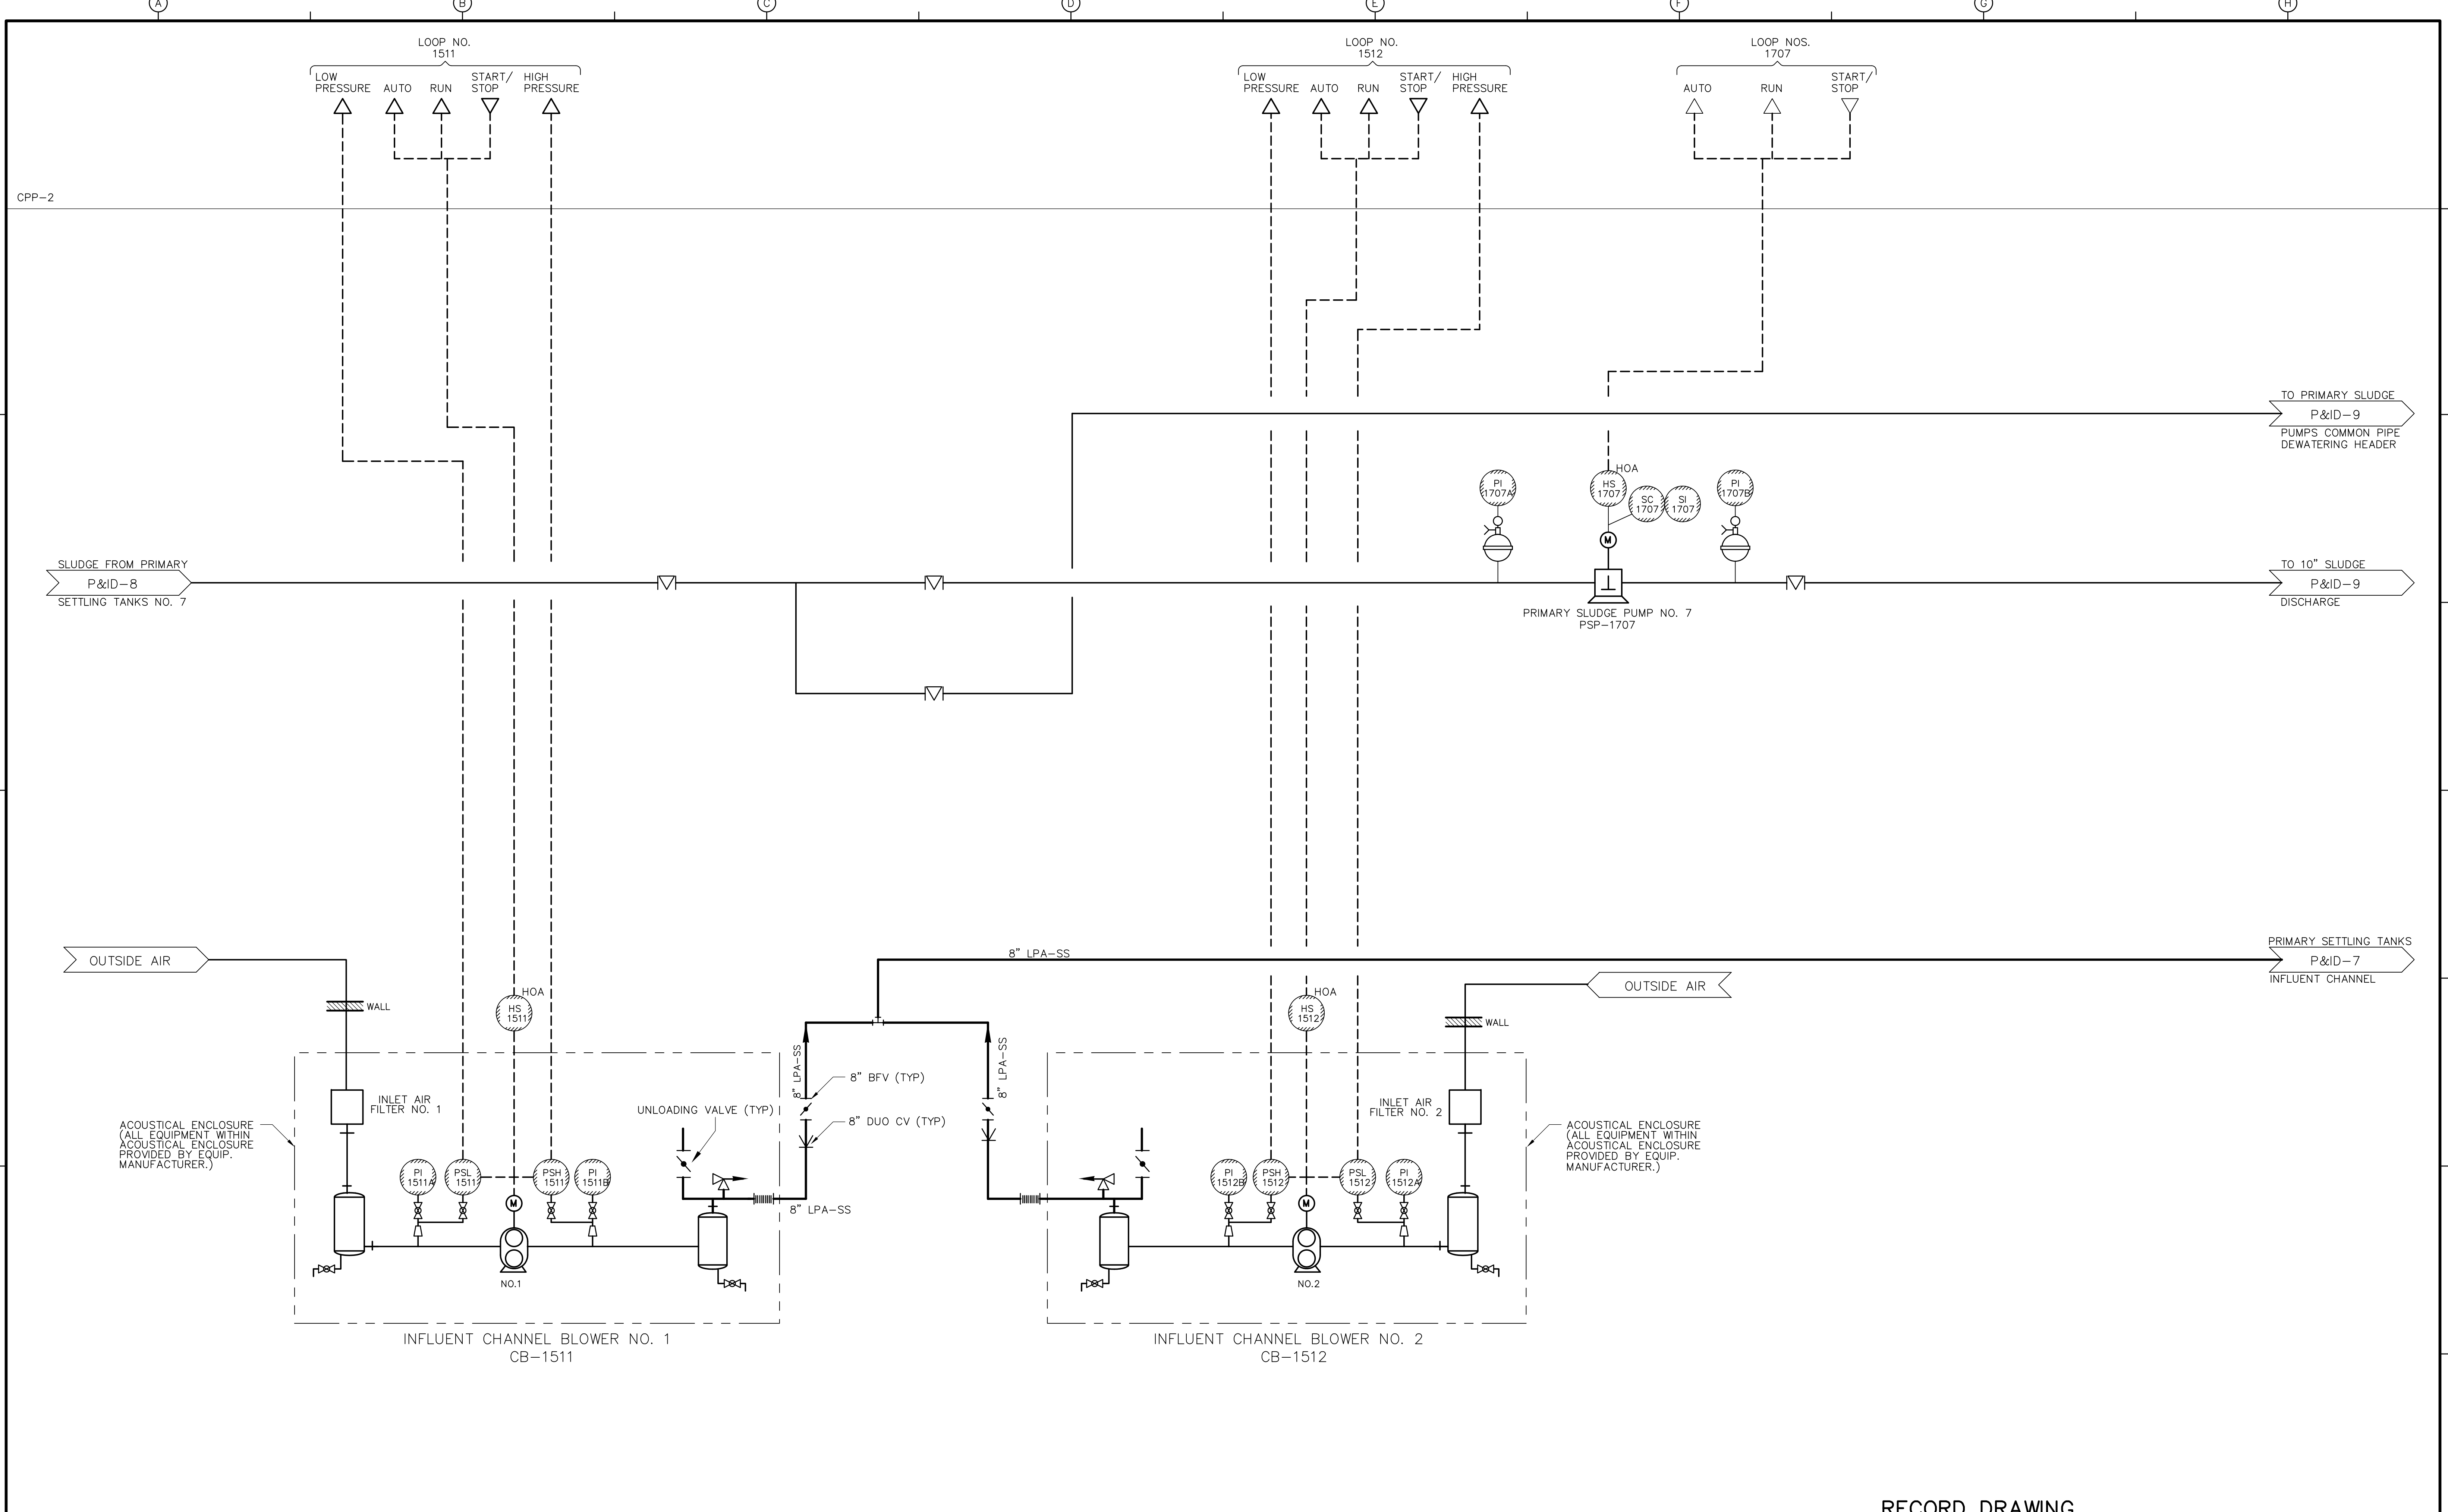 A
B
C
D
E
F
G
H
LOOP NO.
1511
LOW
PRESSURE
AUTO
RUN
START/
STOP
HIGH
PRESSURE
LOOP NO.
1512
LOW
PRESSURE
AUTO
RUN
START/
STOP
HIGH
PRESSURE
LOOP NOS.
1707
AUTO
RUN
START/
STOP
CPP-2
TO PRIMARY SLUDGE
P&ID-9
PUMPS COMMON PIPE
DEWATERING HEADER
PI
1707A
HOA
HS
1707
SC
1707
SI
1707
PI
1707B
M
SLUDGE FROM PRIMARY
P&ID-8
SETTLING TANKS NO. 7
TO 10" SLUDGE
P&ID-9
DISCHARGE
PRIMARY SLUDGE PUMP NO. 7
PSP-1707
OUTSIDE AIR
8" LPA-SS
PRIMARY SETTLING TANKS
P&ID-7
INFLUENT CHANNEL
OUTSIDE AIR
WALL
HOA
HS
1511
HOA
HS
1512
WALL
8" LPA-SS
8" LPA-SS
8" BFV (TYP)
8" DUO CV (TYP)
UNLOADING VALVE (TYP)
INLET AIR
FILTER NO. 1
INLET AIR
FILTER NO. 2
ACOUSTICAL ENCLOSURE
(ALL EQUIPMENT WITHIN
ACOUSTICAL ENCLOSURE
PROVIDED BY EQUIP.
MANUFACTURER.)
ACOUSTICAL ENCLOSURE
(ALL EQUIPMENT WITHIN
ACOUSTICAL ENCLOSURE
PROVIDED BY EQUIP.
MANUFACTURER.)
PI
1511A
PSL
1511
PSH
1511
PI
1511B
PI
1512B
PSH
1512
PSL
1512
PI
1512A
M
M
8" LPA-SS
NO.1
NO.2
INFLUENT CHANNEL BLOWER NO. 1
CB-1511
INFLUENT CHANNEL BLOWER NO. 2
CB-1512
RECORD DRAWING